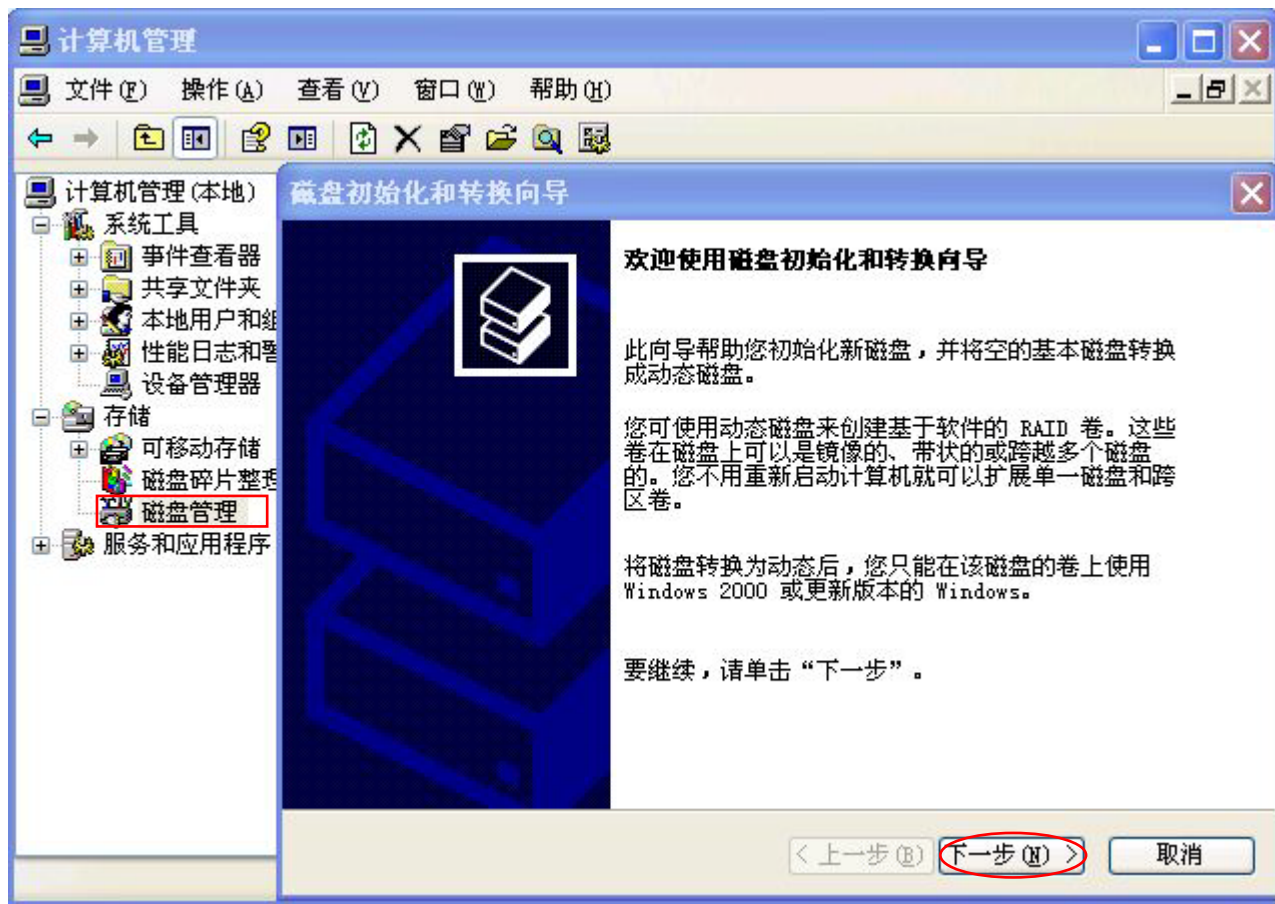 计算机管理
文件(F) 操作(A) 查看(V) 窗口(W) 帮助(H)
计算机管理(本地)
系统工具
事件查看器
共享文件夹
本地用户和组
性能日志和警
设备管理器
存储
可移动存储
磁盘碎片整理
磁盘管理
服务和应用程序
磁盘初始化和转换向导
欢迎使用磁盘初始化和转换向导
此向导帮助您初始化新磁盘,并将空的基本磁盘转换
成动态磁盘。
您可使用动态磁盘来创建基于软件的 RAID 卷。这些
卷在磁盘上可以是镜像的、带状的或跨越多个磁盘
的。您不用重新启动计算机就可以扩展单一磁盘和跨
区卷。
将磁盘转换为动态后,您只能在该磁盘的卷上使用
Windows 2000 或更新版本的 Windows。
要继续,请单击“下一步”。
< 上一步(B) 下一步(N) > 取消